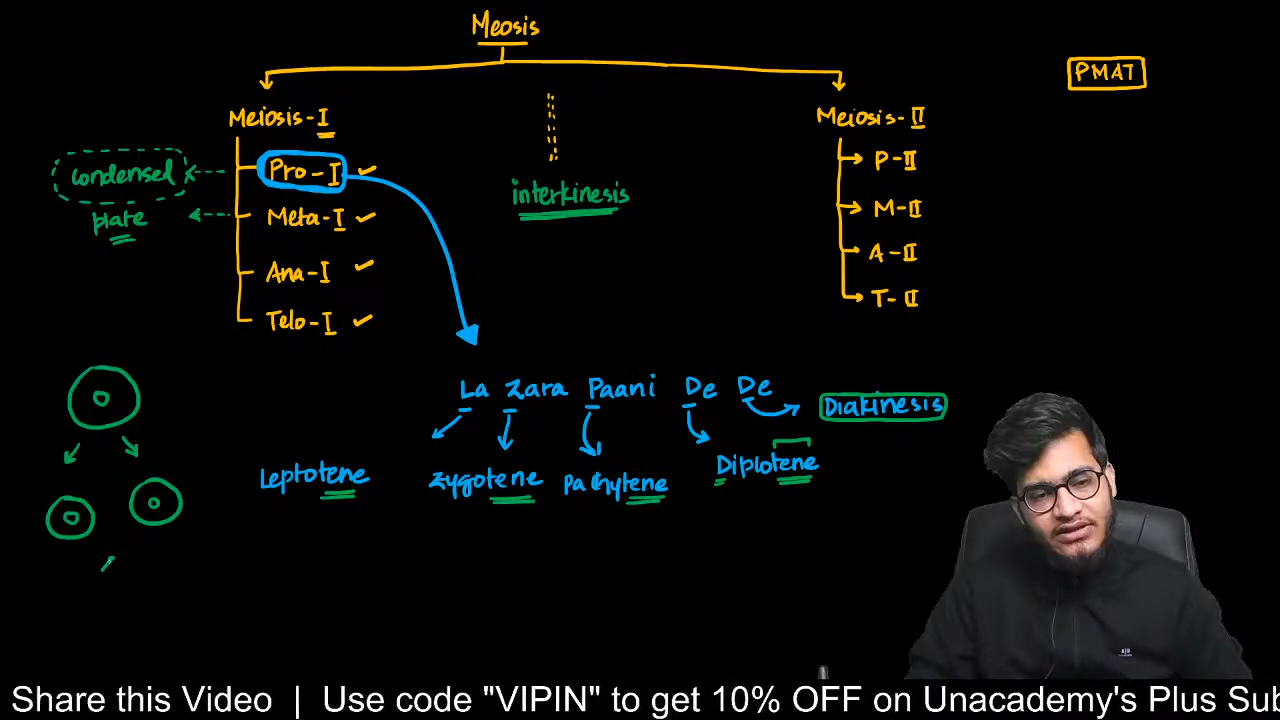 Meosis
PMAT
Meiosis-I
Meiosis-II
Pro-I
condensed
P-II
interkinesis
plate
Meta-I
M-II
Ana-I
A-II
Telo-I
T-II
La Zara Paani De De
Diakinesis
Leptotene
Zygotene
Pachytene
Diplotene
Share this Video | Use code "VIPIN" to get 10% OFF on Unacademy's Plus Sub